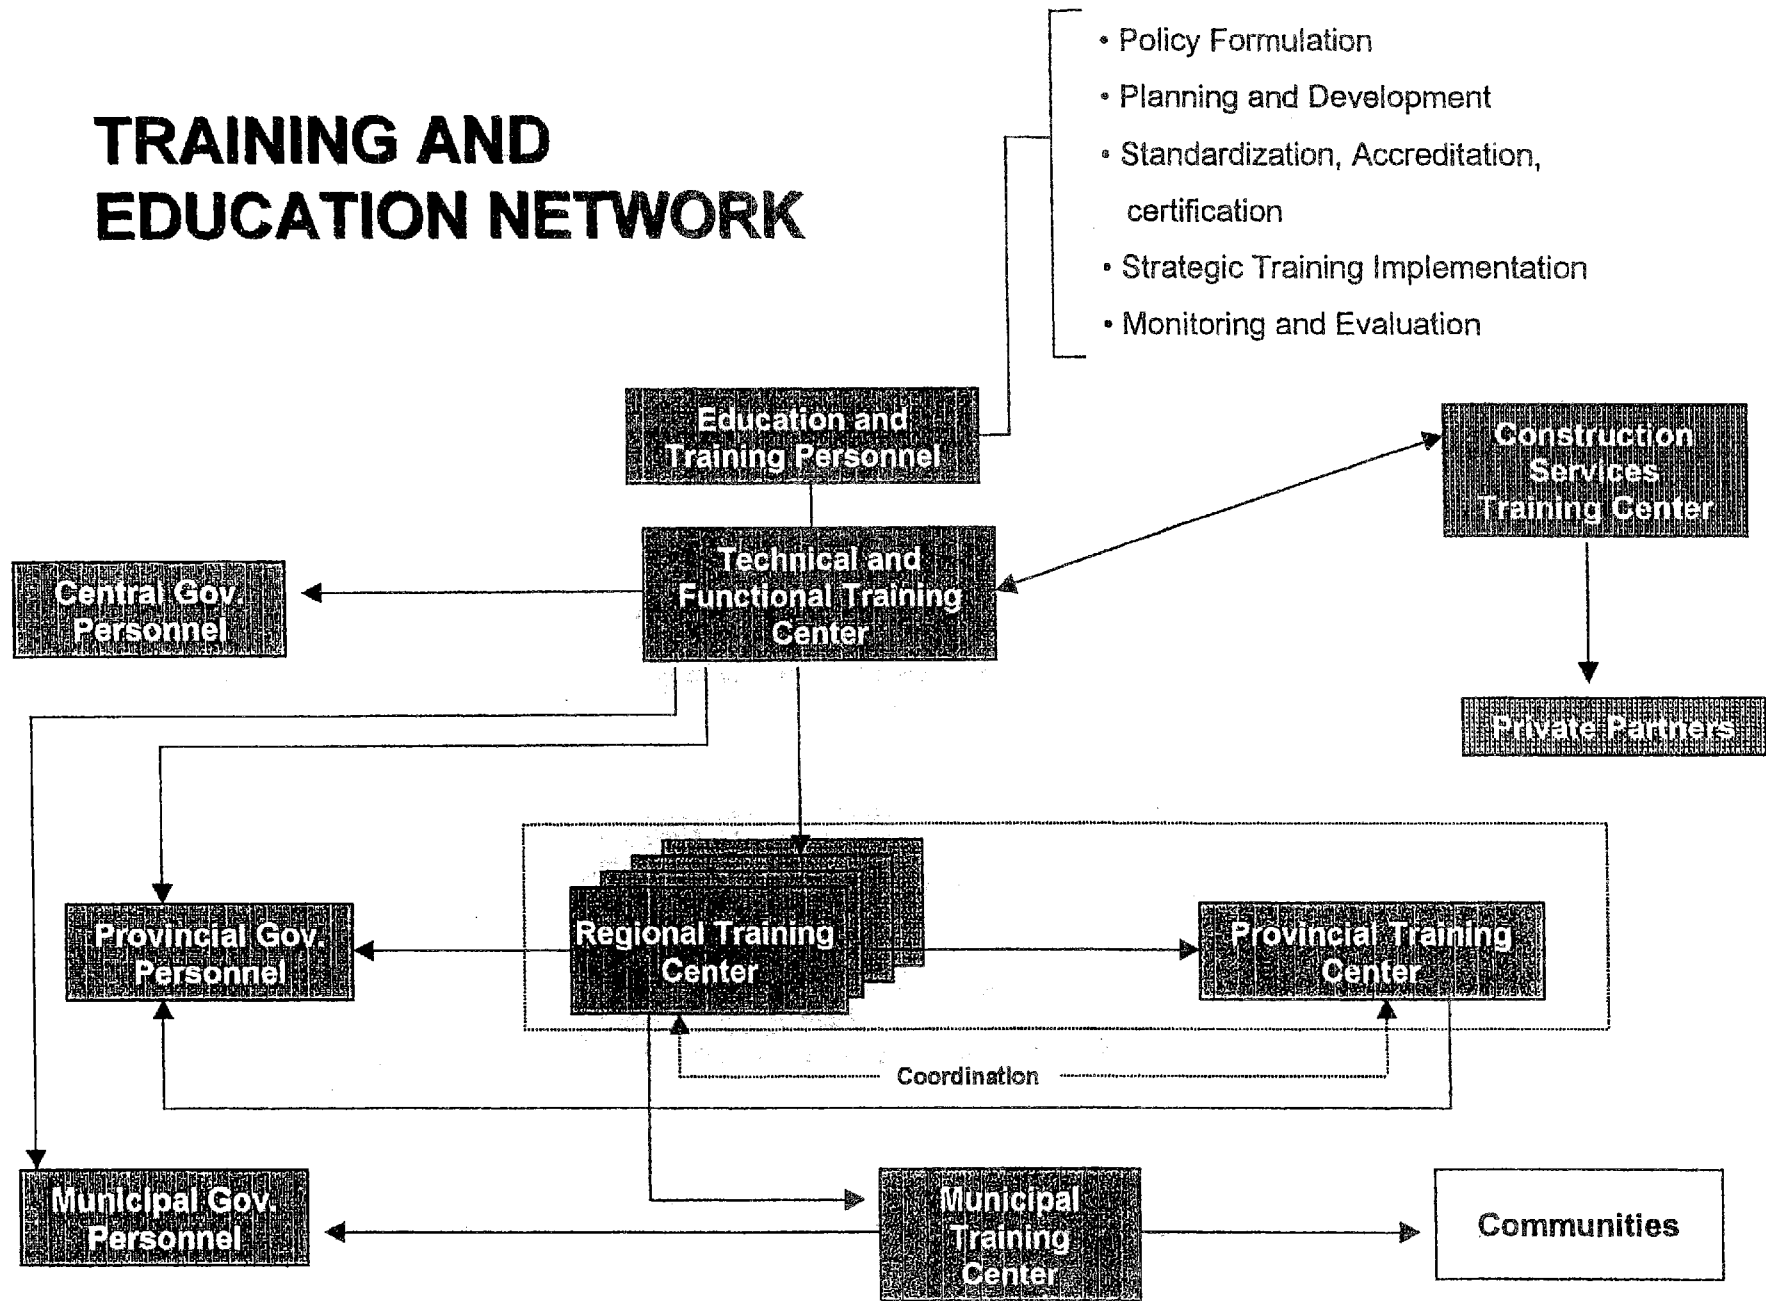 TRAINING AND
EDUCATION NETWORK
• Policy Formulation
• Planning and Development
• Standardization, Accreditation,
certification
• Strategic Training Implementation
• Monitoring and Evaluation
Education and
Training Personnel
Construction
Services
Training Center
Technical and
Functional Training
Center
Central Gov.
Personnel
Private Partners
Provincial Gov.
Personnel
Regional Training
Center
Provincial Training
Center
Coordination
Municipal Gov.
Personnel
Municipal
Training
Center
Communities